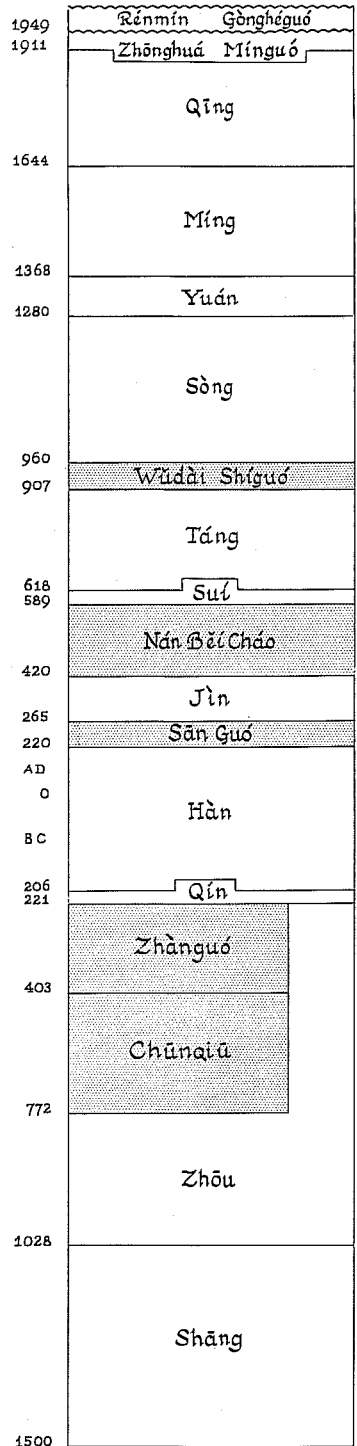 Rénmín Gònghéguó
1949
1911
Zhōnghuá Mínguó
Qīng
1644
Míng
1368
Yuán
1280
Sòng
960
Wŭdài Shíguó
907
Táng
618
Suí
589
Nán Bĕi Cháo
420
Jìn
265
Sān Guó
220
AD
0
Hàn
BC
206
Qín
221
Zhànguó
403
Chūnqiū
772
Zhōu
1028
Shāng
1500